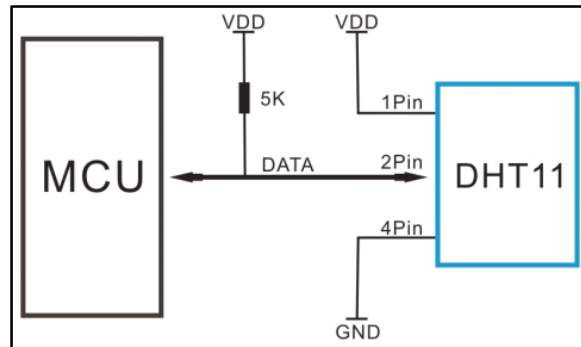 VDD
VDD
5K
1Pin
MCU
DATA
2Pin
DHT11
4Pin
GND